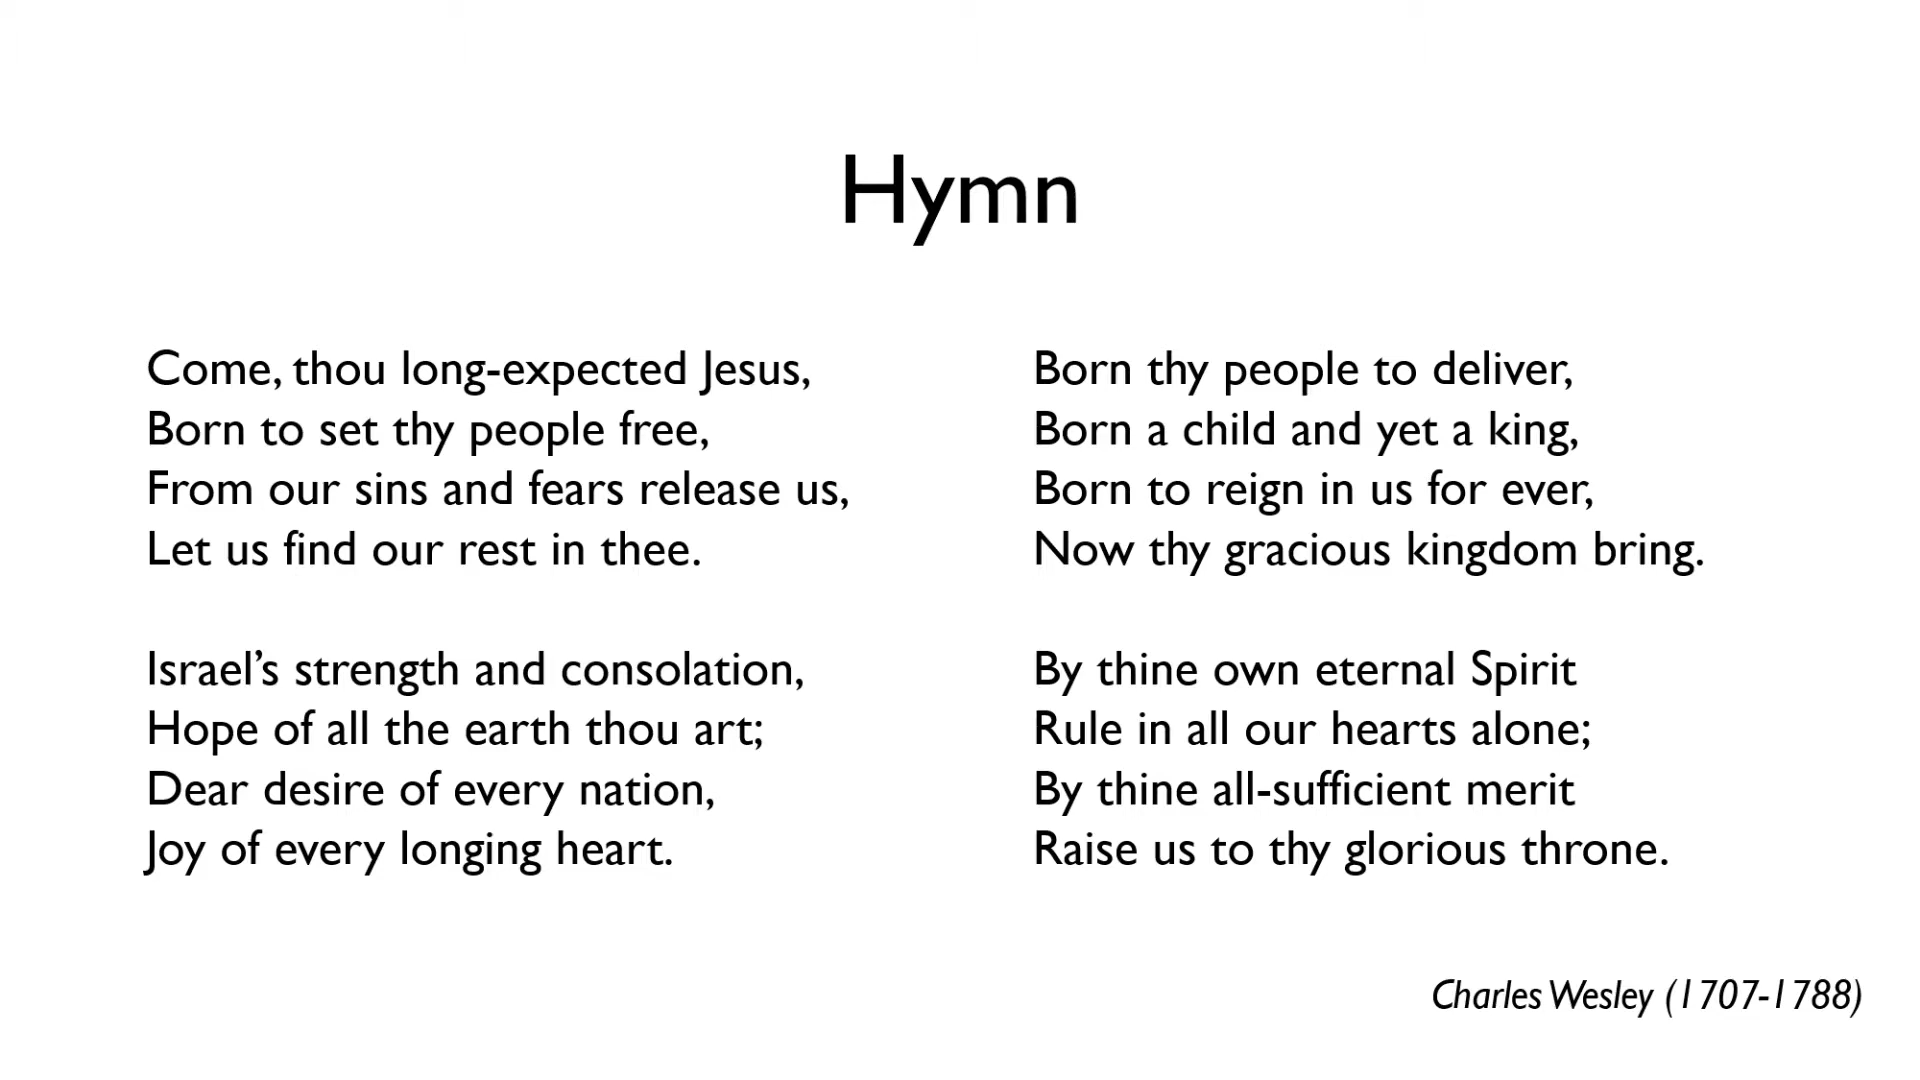 Hymn
Come, thou long-expected Jesus,
Born to set thy people free,
From our sins and fears release us,
Let us find our rest in thee.
Israel’s strength and consolation,
Hope of all the earth thou art;
Dear desire of every nation,
Joy of every longing heart.
Born thy people to deliver,
Born a child and yet a king,
Born to reign in us for ever,
Now thy gracious kingdom bring.
By thine own eternal Spirit
Rule in all our hearts alone;
By thine all-sufficient merit
Raise us to thy glorious throne.
Charles Wesley (1707-1788)